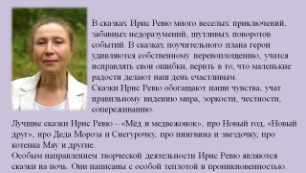 В сказках Ирис Ревю много веселых приключений,
забавных недоразумений, шутливых поворотов
событий. В сказках поучительного плана герои
удивляются собственному перевоплощению, учатся
исправлять свои ошибки, верить в то, что маленькие
радости делают наш день счастливым.
Сказки Ирис Ревю обогащают наши чувства, учат
правильному видению мира, зоркости, честности,
сопереживанию.
Лучшие сказки Ирис Ревю – «Мёд и медвежонок», про Новый год, «Новый
друг», про Деда Мороза и Снегурочку, про пингвина и звездочку, про
котенка Мяу и другие.
Особым направлением творческой деятельности Ирис Ревю являются
сказки на ночь. Они написаны с особой теплотой и проникновенностью.